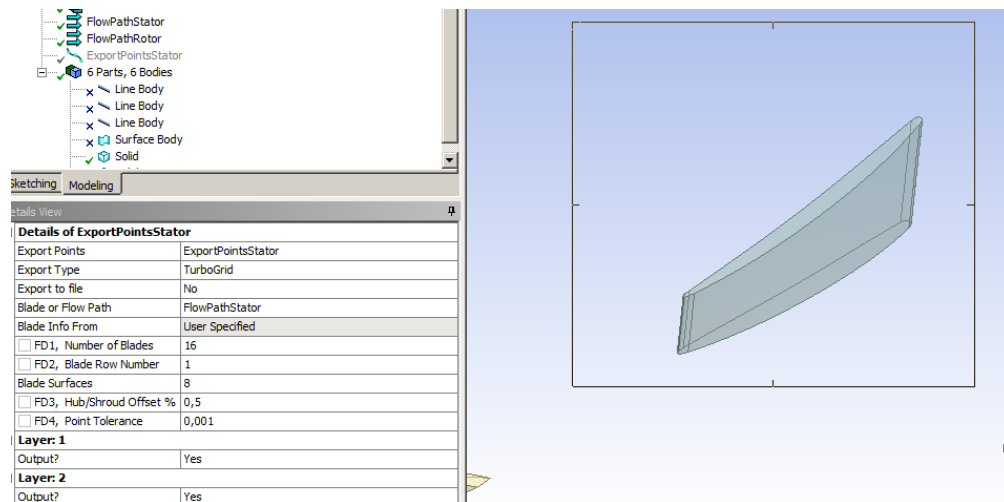 FlowPathStator
FlowPathRotor
ExportPointsStator
6 Parts, 6 Bodies
Line Body
Line Body
Line Body
Surface Body
Solid
Sketching Modeling
Details View
Details of ExportPointsStator
Export Points ExportPointsStator
Export Type TurboGrid
Export to file No
Blade or Flow Path FlowPathStator
Blade Info From User Specified
FD1, Number of Blades 16
FD2, Blade Row Number 1
Blade Surfaces 8
FD3, Hub/Shroud Offset % 0,5
FD4, Point Tolerance 0,001
Layer: 1
Output? Yes
Layer: 2
Output? Yes